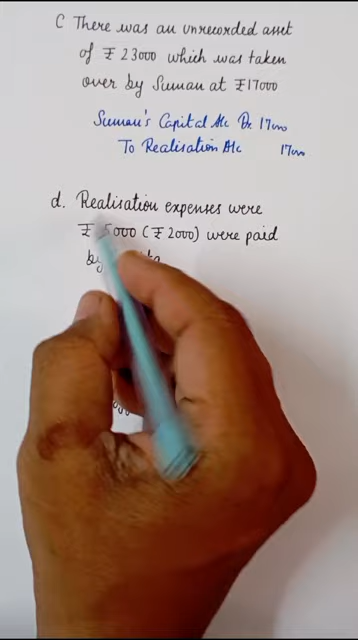 C There was an unrecorded asset
of ₹ 23000 which was taken
over by Suman at ₹17000
Suman's Capital A/c Dr. 17000
To Realisation A/c 17000
d. Realisation expenses were
₹ 5000 (₹ 2000) were paid
by